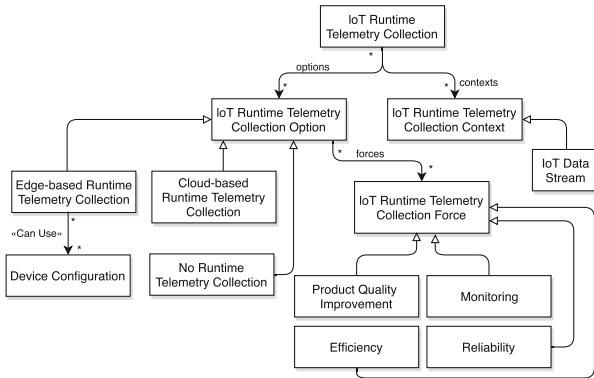 IoT Runtime
Telemetry Collection
*
options
contexts
*
*
IoT Runtime Telemetry
Collection Option
IoT Runtime Telemetry
Collection Context
*
forces
*
IoT Data
Stream
Edge-based Runtime
Telemetry Collection
Cloud-based
Runtime Telemetry
Collection
IoT Runtime Telemetry
Collection Force
*
«Can Use»
*
Device Configuration
No Runtime
Telemetry Collection
Product Quality
Improvement
Monitoring
Efficiency
Reliability